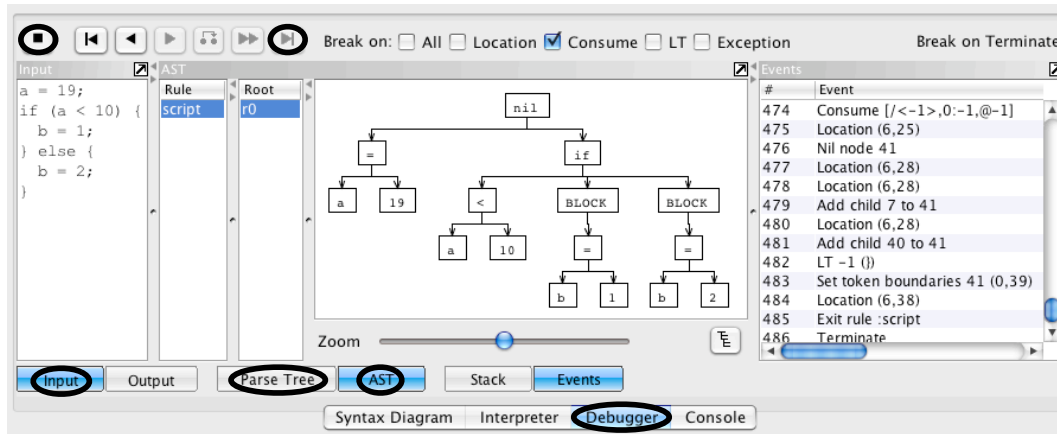 Break on: All Location Consume LT Exception Break on Terminate
Input AST Events
a = 19;
if (a < 10) {
b = 1;
} else {
b = 2;
}
Rule
script
Root
r0
nil
= if
a 19 < BLOCK BLOCK
a 10 = =
b 1 b 2
Zoom
# Event
474 Consume [/<-1>,0:-1,@-1]
475 Location (6,25)
476 Nil node 41
477 Location (6,28)
478 Location (6,28)
479 Add child 7 to 41
480 Location (6,28)
481 Add child 40 to 41
482 LT -1 (})
483 Set token boundaries 41 (0,39)
484 Location (6,38)
485 Exit rule :script
486 Terminate
Input Output Parse Tree AST Stack Events
Syntax Diagram Interpreter Debugger Console